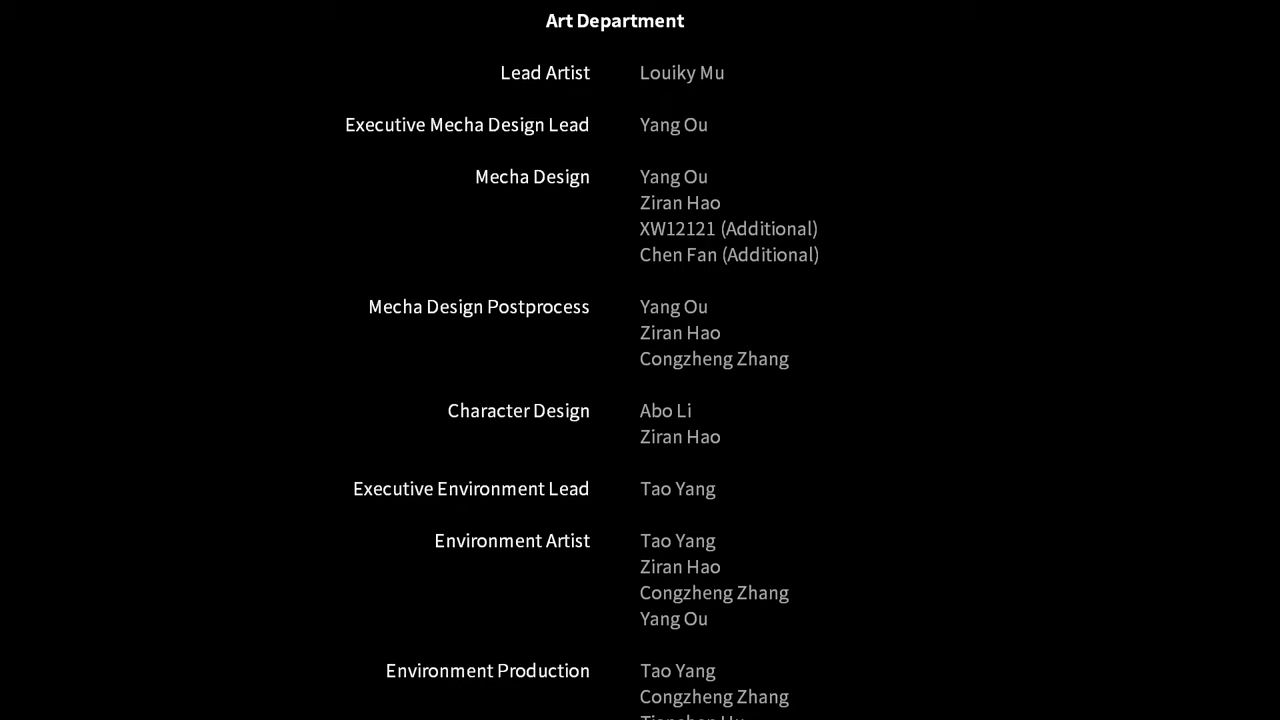 Art Department
Lead Artist Louiky Mu
Executive Mecha Design Lead Yang Ou
Mecha Design Yang Ou
Ziran Hao
XW12121 (Additional)
Chen Fan (Additional)
Mecha Design Postprocess Yang Ou
Ziran Hao
Congzheng Zhang
Character Design Abo Li
Ziran Hao
Executive Environment Lead Tao Yang
Environment Artist Tao Yang
Ziran Hao
Congzheng Zhang
Yang Ou
Environment Production Tao Yang
Congzheng Zhang